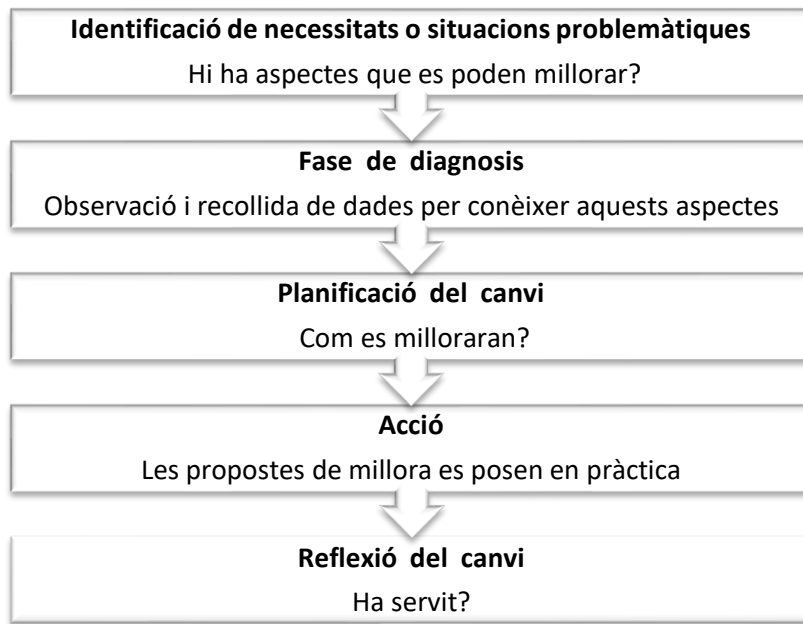 Identificació de necessitats o situacions problemàtiques
Hi ha aspectes que es poden millorar?
Fase de diagnosis
Observació i recollida de dades per conèixer aquests aspectes
Planificació del canvi
Com es milloraran?
Acció
Les propostes de millora es posen en pràctica
Reflexió del canvi
Ha servit?